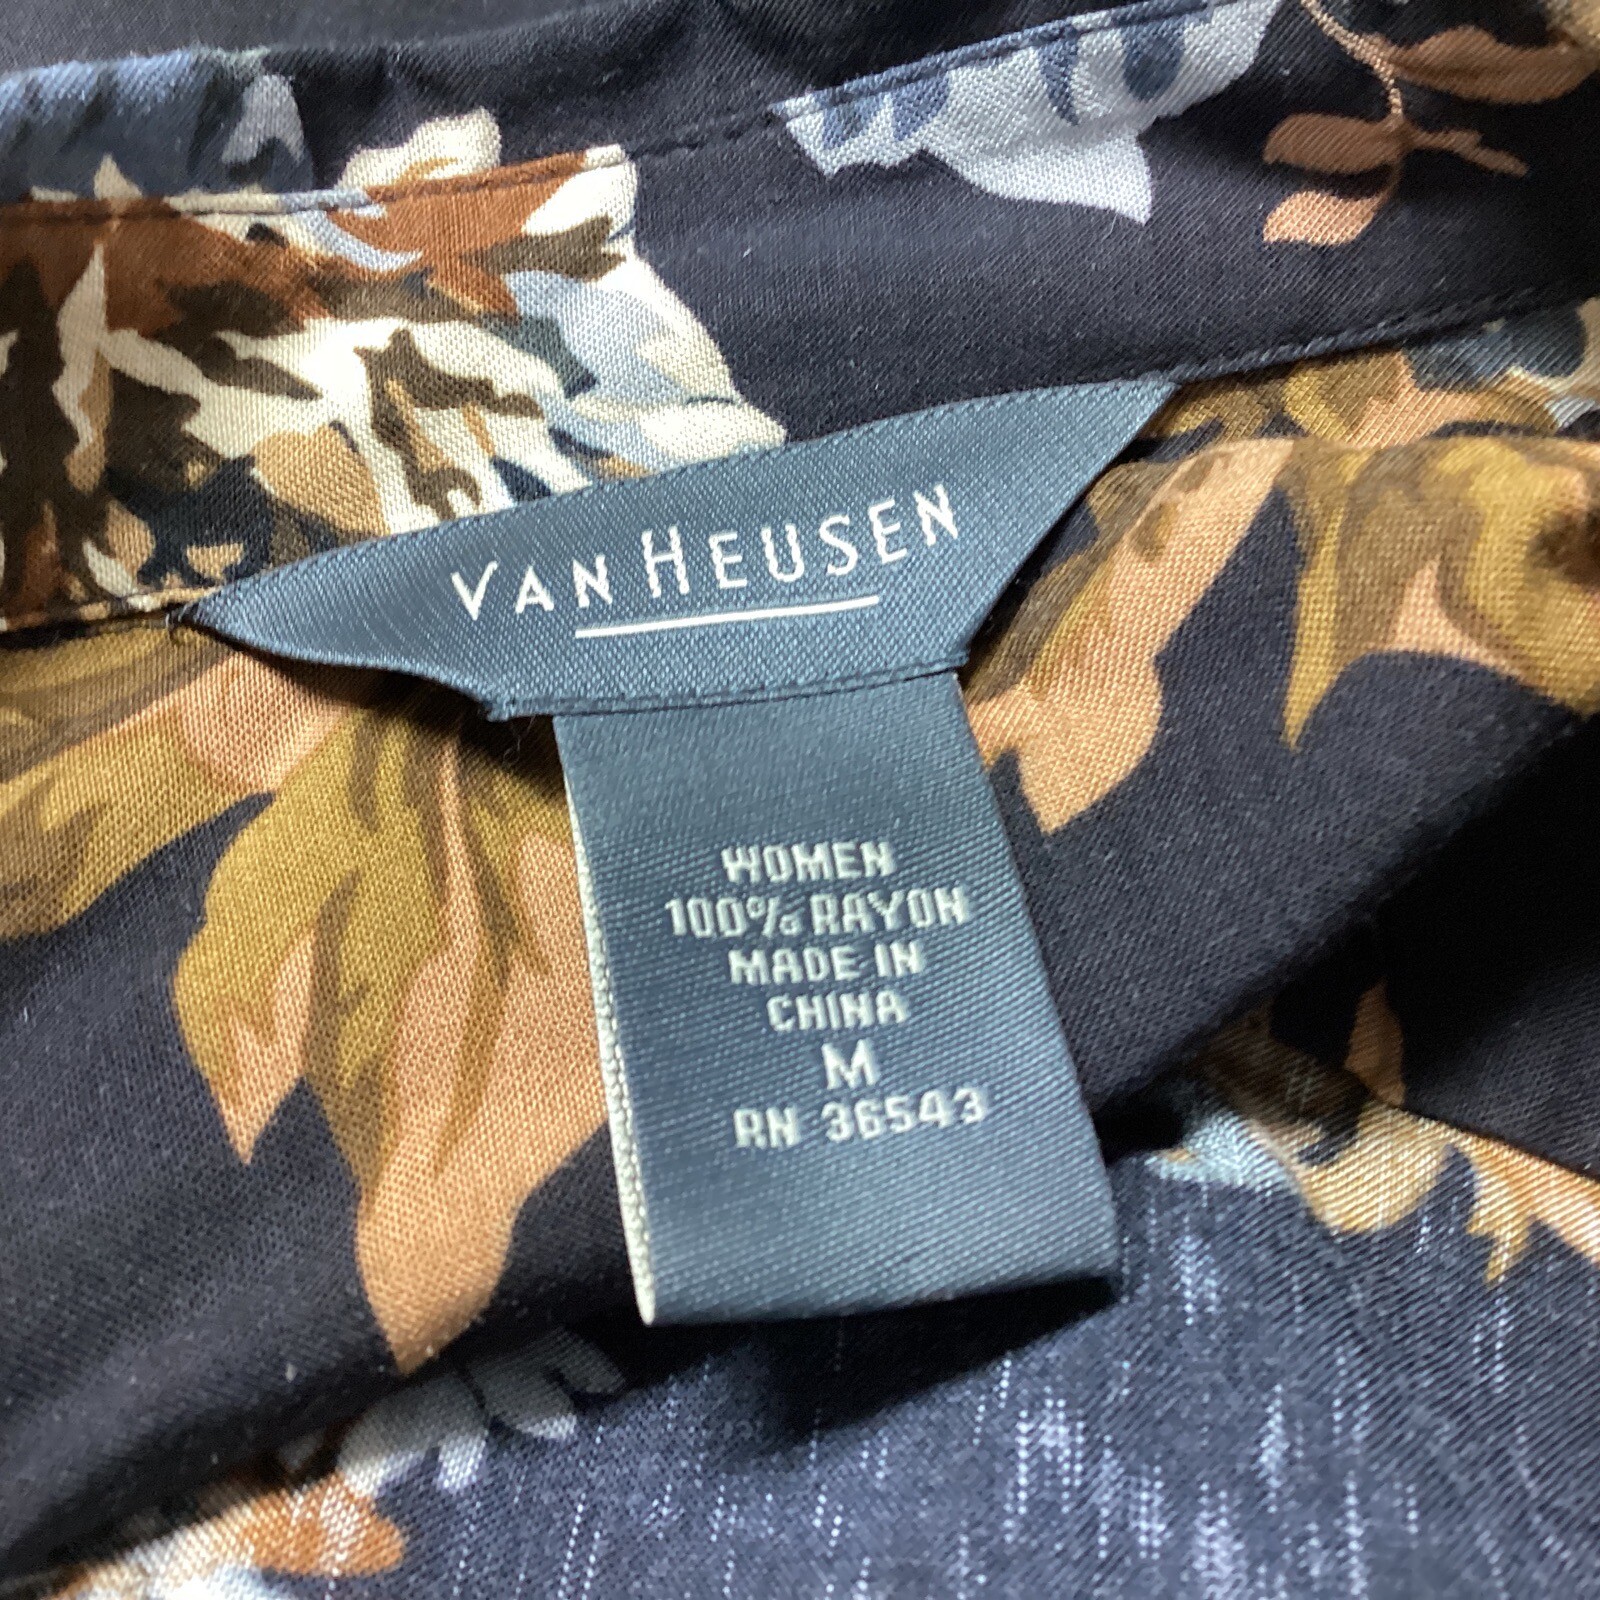 VAN HEUSEN
WOMEN
100% RAYON
MADE IN
CHINA
M
RN 36543